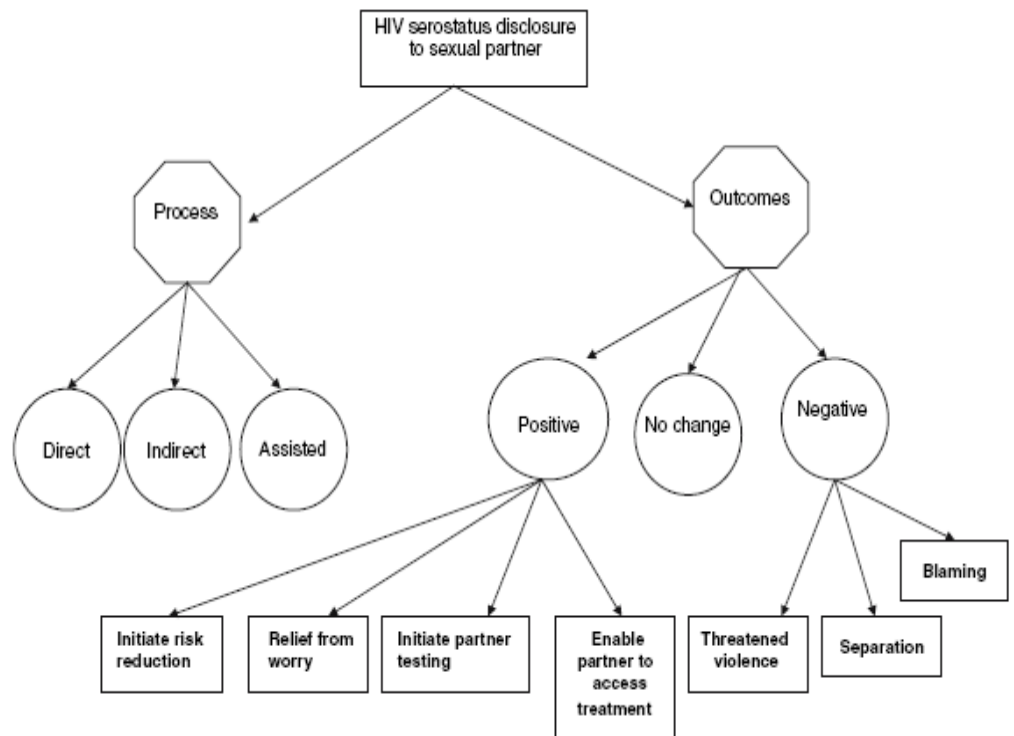 HIV serostatus disclosure
to sexual partner
Process
Outcomes
Direct
Indirect
Assisted
Positive
No change
Negative
Blaming
Initiate risk
reduction
Relief from
worry
Initiate partner
testing
Enable
partner to
access
treatment
Threatened
violence
Separation